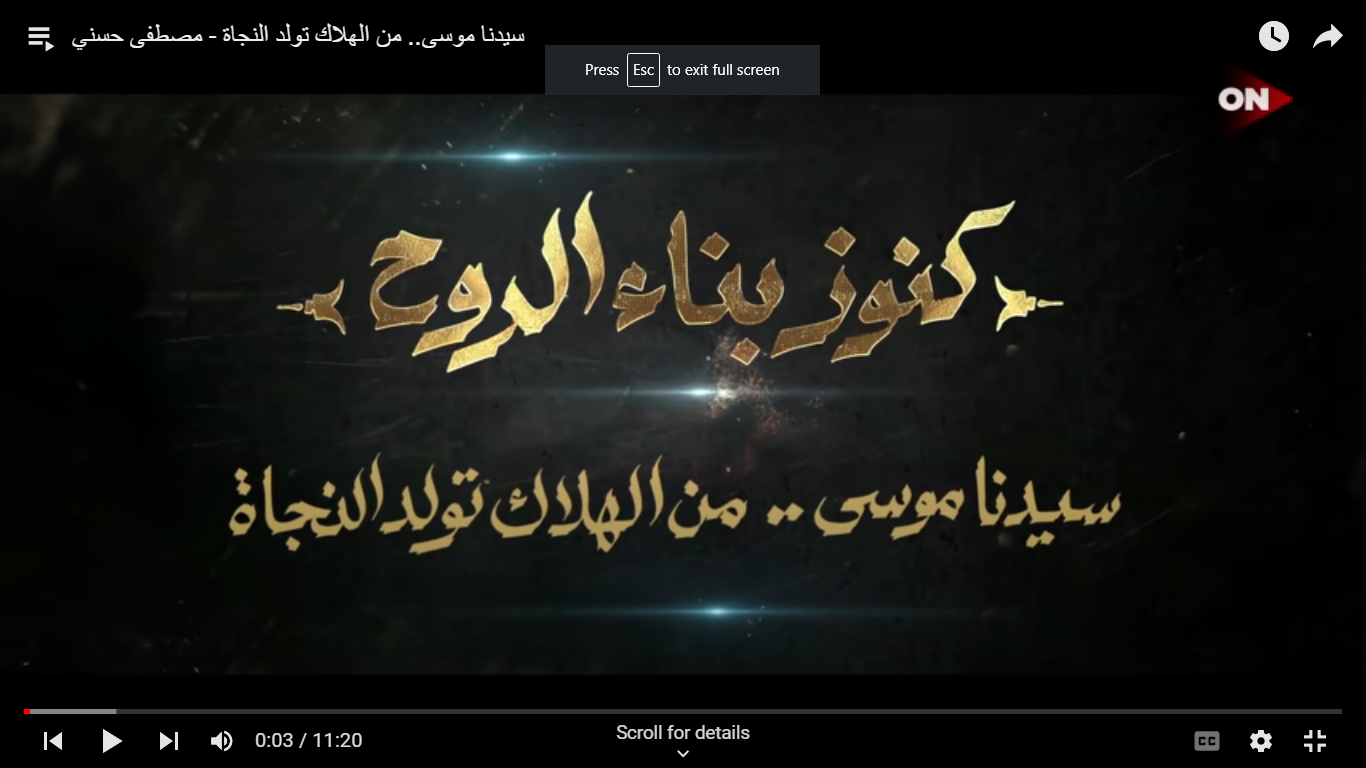 سيدنا موسى.. من الهلاك تولد النجاة - مصطفى حسني
Press Esc to exit full screen
ON
كنوز بناء الروح
سيدنا موسى .. من الهلاك تولد النجاة
0:03 / 11:20
Scroll for details
CC